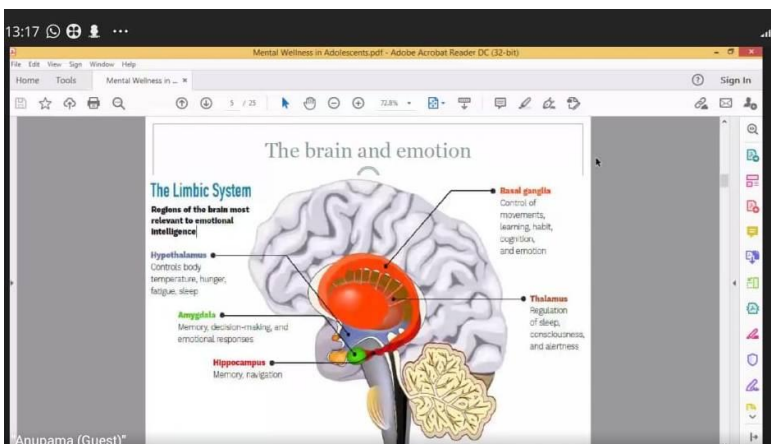 13:17
Mental Wellness in Adolescents.pdf - Adobe Acrobat Reader DC (32-bit)
File Edit View Sign Window Help
Home Tools Mental Wellness in ... × Sign In
5 / 25 72.8%
The brain and emotion
The Limbic System
Regions of the brain most
relevant to emotional
intelligence
Hypothalamus
Controls body
temperature, hunger,
fatigue, sleep
Amygdala
Memory, decision-making, and
emotional responses
Hippocampus
Memory, navigation
Basal ganglia
Control of
movements,
learning, habit,
cognition,
and emotion
Thalamus
Regulation
of sleep,
consciousness,
and alertness
Anupama (Guest)"